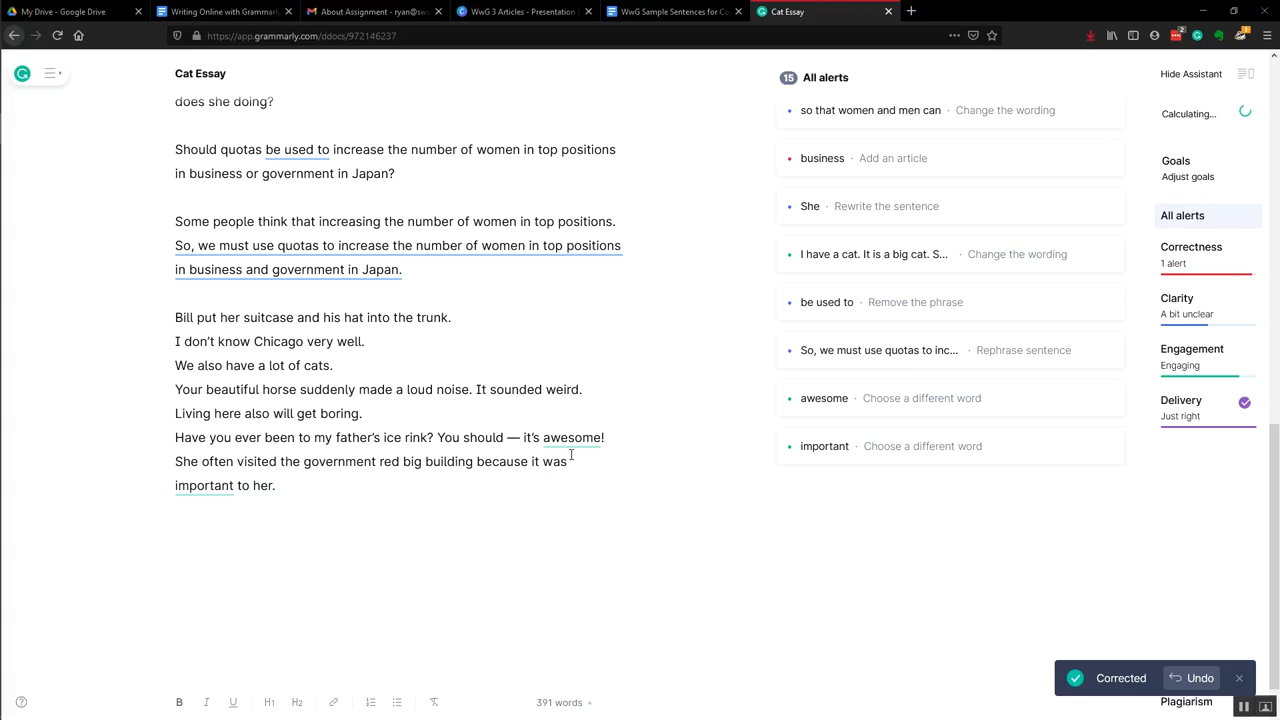 My Drive - Google Drive
Writing Online with Grammarly
About Assignment - ryan@sw
WwG 3 Articles - Presentation
WwG Sample Sentences for Co
Cat Essay
https://app.grammarly.com/ddocs/972146237
Cat Essay
15 All alerts
Hide Assistant
does she doing?
so that women and men can · Change the wording
Calculating...
Should quotas be used to increase the number of women in top positions
in business or government in Japan?
business · Add an article
Goals
Adjust goals
She · Rewrite the sentence
All alerts
Some people think that increasing the number of women in top positions.
So, we must use quotas to increase the number of women in top positions
in business and government in Japan.
I have a cat. It is a big cat. S... · Change the wording
Correctness
1 alert
be used to · Remove the phrase
Clarity
A bit unclear
Bill put her suitcase and his hat into the trunk.
I don't know Chicago very well.
We also have a lot of cats.
Your beautiful horse suddenly made a loud noise. It sounded weird.
Living here also will get boring.
Have you ever been to my father's ice rink? You should — it's awesome!
She often visited the government red big building because it was
important to her.
So, we must use quotas to inc... · Rephrase sentence
Engagement
Engaging
awesome · Choose a different word
Delivery
Just right
important · Choose a different word
Corrected
Undo
B I U H1 H2
391 words
Plagiarism